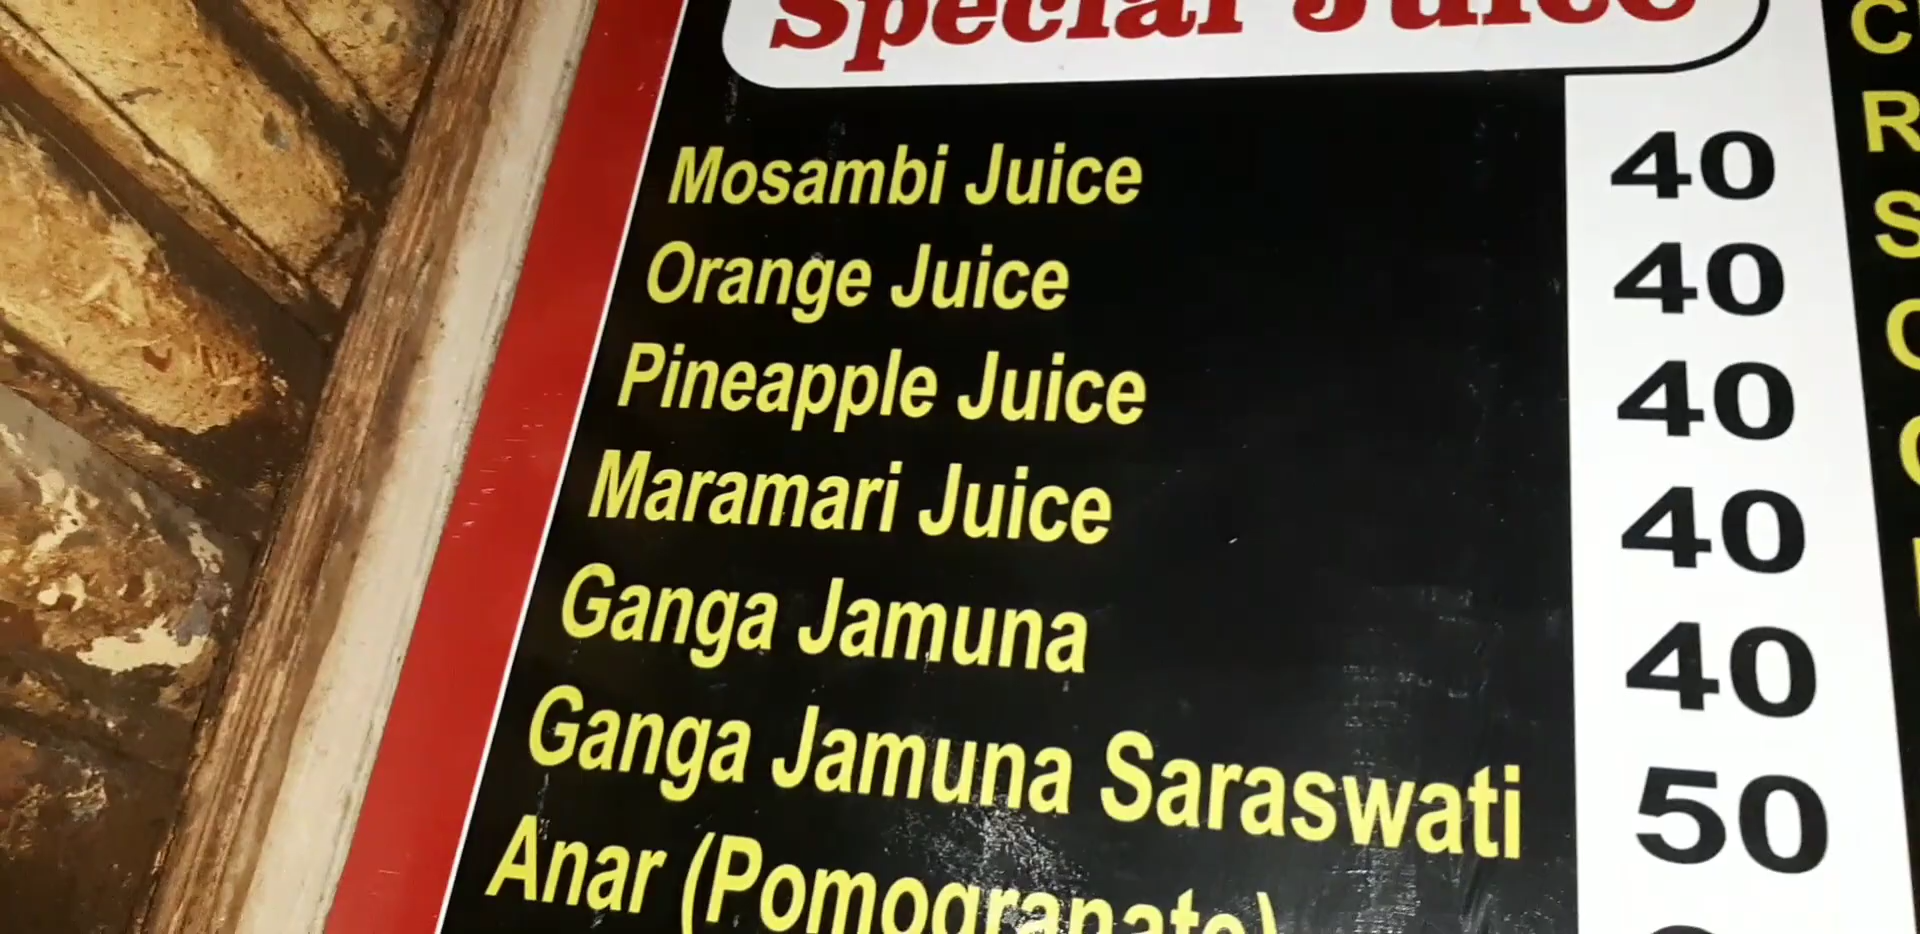 Special Juice
Mosambi Juice 40
Orange Juice 40
Pineapple Juice 40
Maramari Juice 40
Ganga Jamuna 40
Ganga Jamuna Saraswati 50
Anar (Pomogranate)